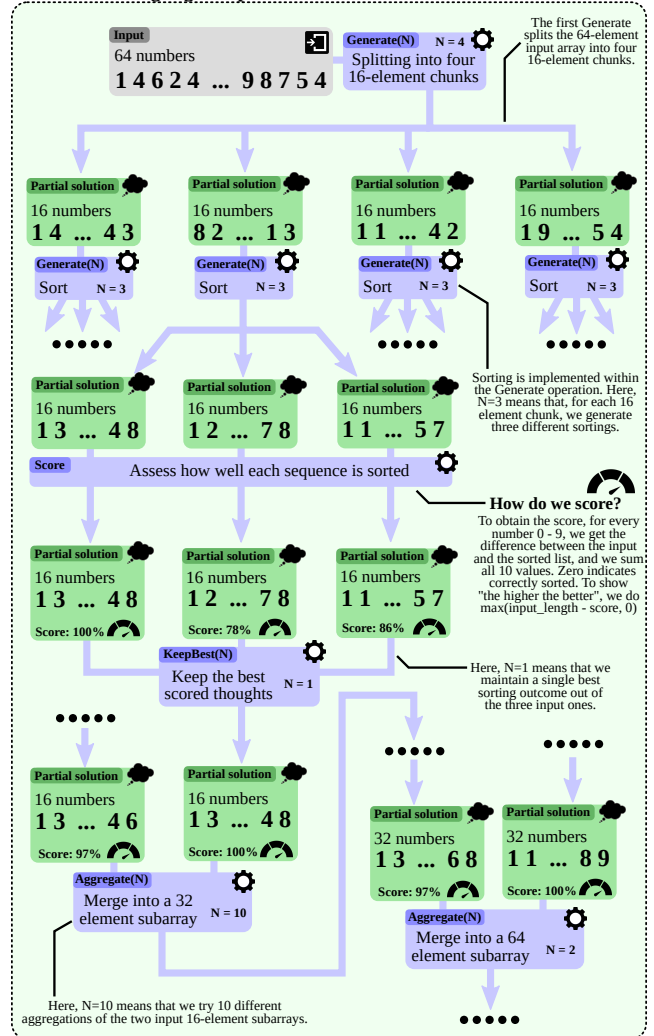 Input
64 numbers
1 4 6 2 4 ... 9 8 7 5 4
Generate(N) N = 4
Splitting into four
16-element chunks
The first Generate
splits the 64-element
input array into four
16-element chunks.
Partial solution
16 numbers
1 4 ... 4 3
Generate(N)
Sort N = 3
Partial solution
16 numbers
8 2 ... 1 3
Generate(N)
Sort N = 3
Partial solution
16 numbers
1 1 ... 4 2
Generate(N)
Sort N = 3
Partial solution
16 numbers
1 9 ... 5 4
Generate(N)
Sort N = 3
Sorting is implemented within
the Generate operation. Here,
N=3 means that, for each 16
element chunk, we generate
three different sortings.
Partial solution
16 numbers
1 3 ... 4 8
Partial solution
16 numbers
1 2 ... 7 8
Partial solution
16 numbers
1 1 ... 5 7
Score
Assess how well each sequence is sorted
How do we score?
To obtain the score, for every
number 0 - 9, we get the
difference between the input
and the sorted list, and we sum
all 10 values. Zero indicates
correctly sorted. To show
"the higher the better", we do
max(input_length - score, 0)
Partial solution
16 numbers
1 3 ... 4 8
Score: 100%
Partial solution
16 numbers
1 2 ... 7 8
Score: 78%
Partial solution
16 numbers
1 1 ... 5 7
Score: 86%
KeepBest(N)
Keep the best
scored thoughts
N = 1
Here, N=1 means that we
maintain a single best
sorting outcome out of
the three input ones.
Partial solution
16 numbers
1 3 ... 4 6
Score: 97%
Partial solution
16 numbers
1 3 ... 4 8
Score: 100%
Aggregate(N)
Merge into a 32
element subarray
N = 10
Here, N=10 means that we try 10 different
aggregations of the two input 16-element subarrays.
Partial solution
32 numbers
1 3 ... 6 8
Score: 97%
Partial solution
32 numbers
1 1 ... 8 9
Score: 100%
Aggregate(N)
Merge into a 64
element subarray
N = 2